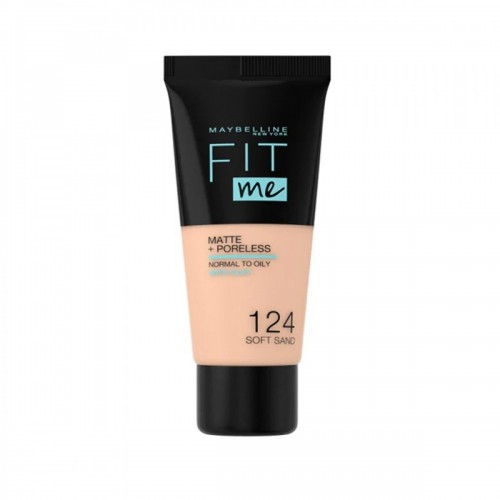 MAYBELLINE
NEW YORK
FIT
me
MATTE
+ PORELESS
NORMAL TO OILY
124
SOFT SAND